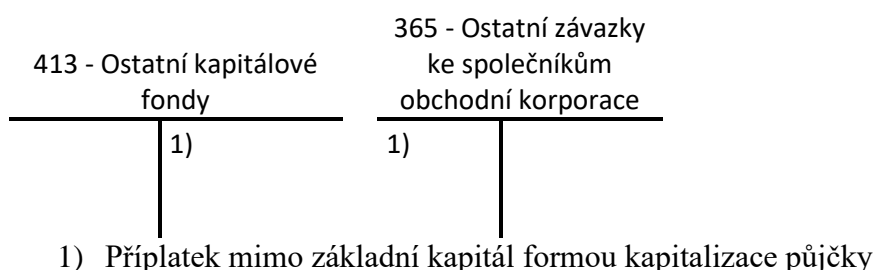 413 - Ostatní kapitálové
fondy
365 - Ostatní závazky
ke společníkům
obchodní korporace
1)
1)
1) Příplatek mimo základní kapitál formou kapitalizace půjčky